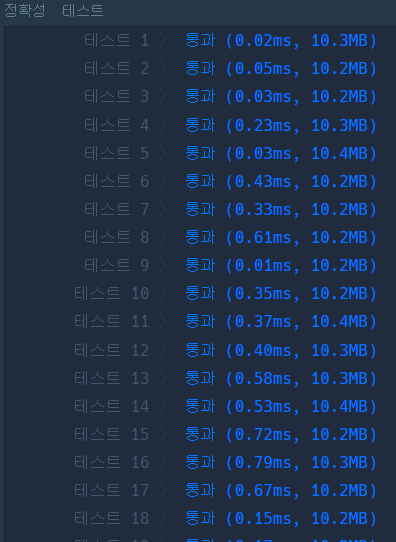 정확성 테스트
테스트 1 〉 통과 (0.02ms, 10.3MB)
테스트 2 〉 통과 (0.05ms, 10.2MB)
테스트 3 〉 통과 (0.03ms, 10.2MB)
테스트 4 〉 통과 (0.23ms, 10.3MB)
테스트 5 〉 통과 (0.03ms, 10.4MB)
테스트 6 〉 통과 (0.43ms, 10.2MB)
테스트 7 〉 통과 (0.33ms, 10.2MB)
테스트 8 〉 통과 (0.61ms, 10.2MB)
테스트 9 〉 통과 (0.01ms, 10.2MB)
테스트 10 〉 통과 (0.35ms, 10.2MB)
테스트 11 〉 통과 (0.37ms, 10.4MB)
테스트 12 〉 통과 (0.40ms, 10.3MB)
테스트 13 〉 통과 (0.58ms, 10.3MB)
테스트 14 〉 통과 (0.53ms, 10.4MB)
테스트 15 〉 통과 (0.72ms, 10.2MB)
테스트 16 〉 통과 (0.79ms, 10.3MB)
테스트 17 〉 통과 (0.67ms, 10.2MB)
테스트 18 〉 통과 (0.15ms, 10.2MB)